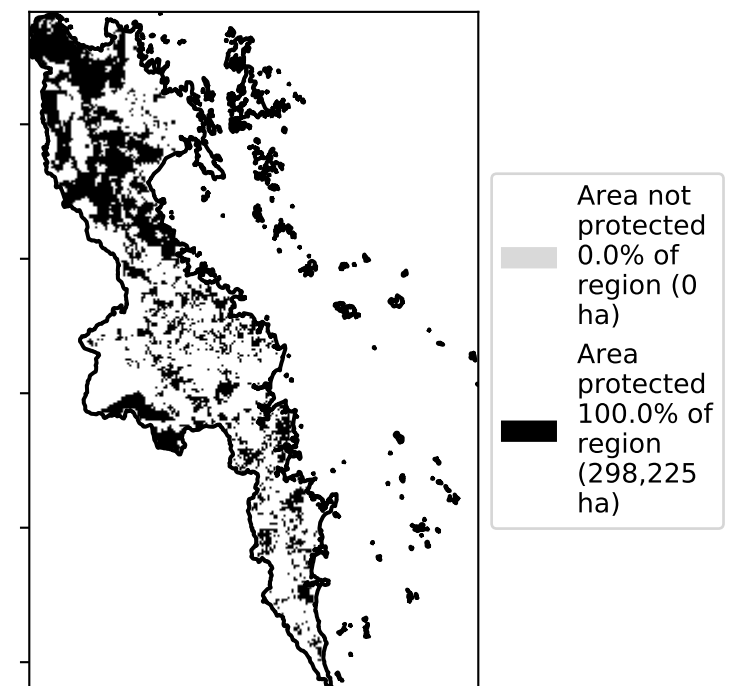 Area not
protected
0.0% of
region (0
ha)
Area
protected
100.0% of
region
(298,225
ha)